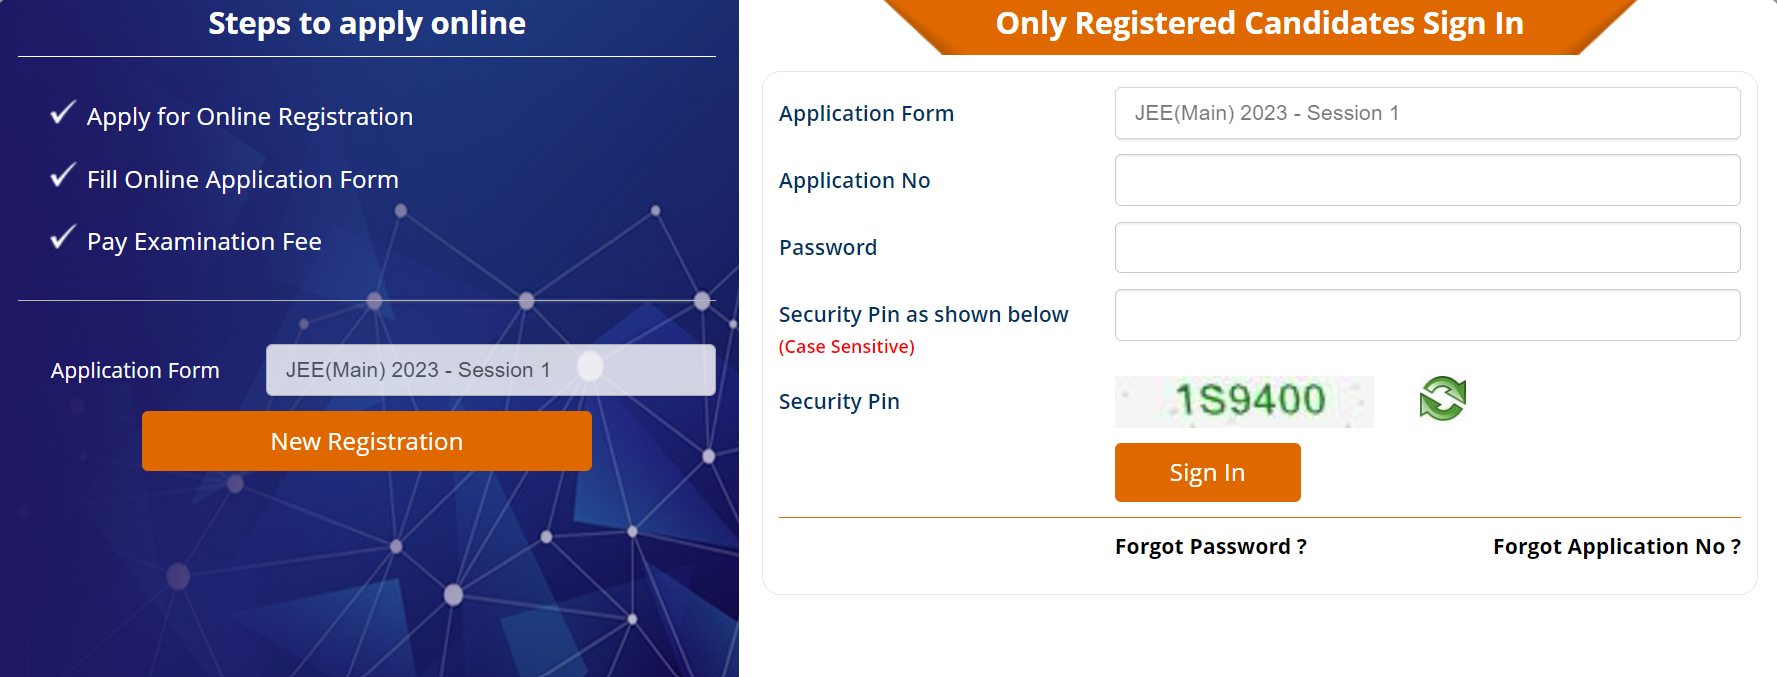 Steps to apply online
Apply for Online Registration
Fill Online Application Form
Pay Examination Fee
Application Form
JEE(Main) 2023 - Session 1
New Registration
Only Registered Candidates Sign In
Application Form
JEE(Main) 2023 - Session 1
Application No
Password
Security Pin as shown below
(Case Sensitive)
Security Pin
1S9400
Sign In
Forgot Password ?
Forgot Application No ?